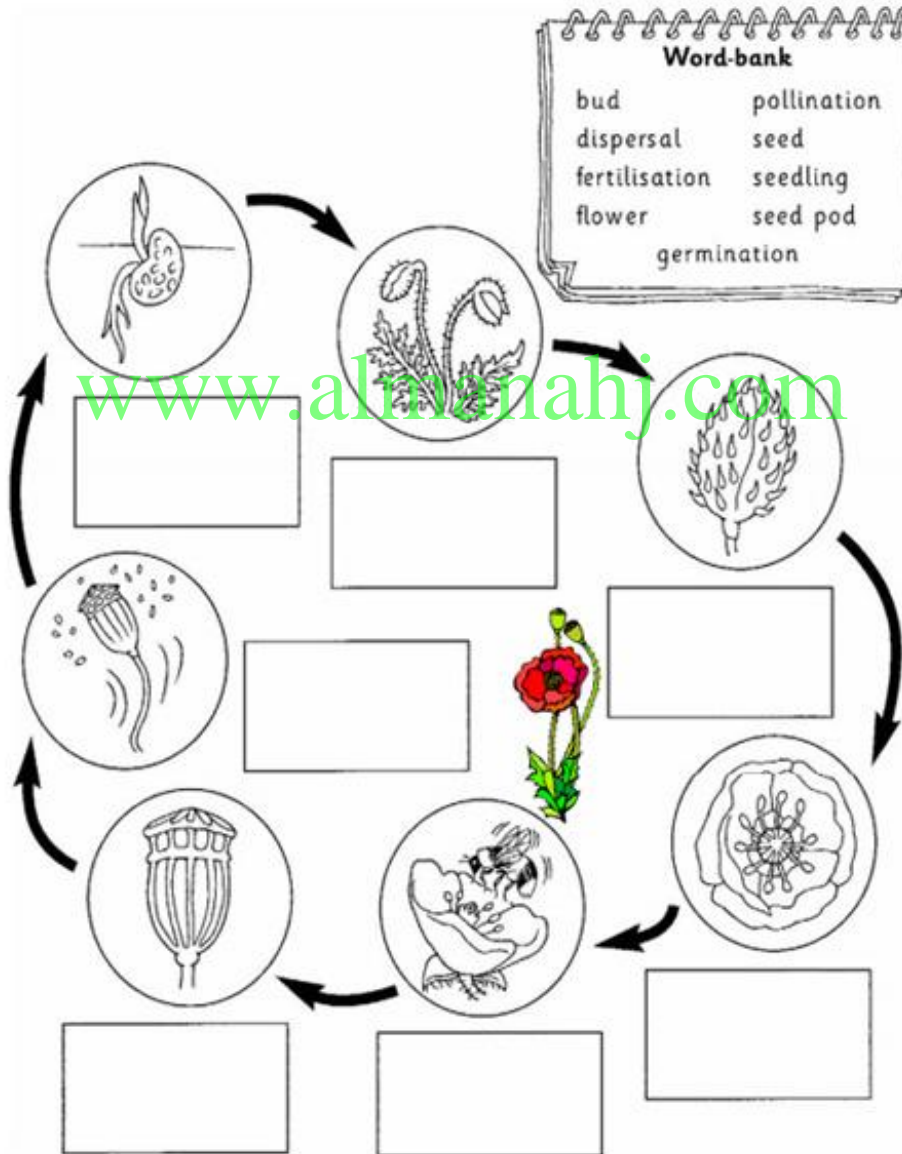 Word-bank
bud pollination
dispersal seed
fertilisation seedling
flower seed pod
germination
www.almanahj.com